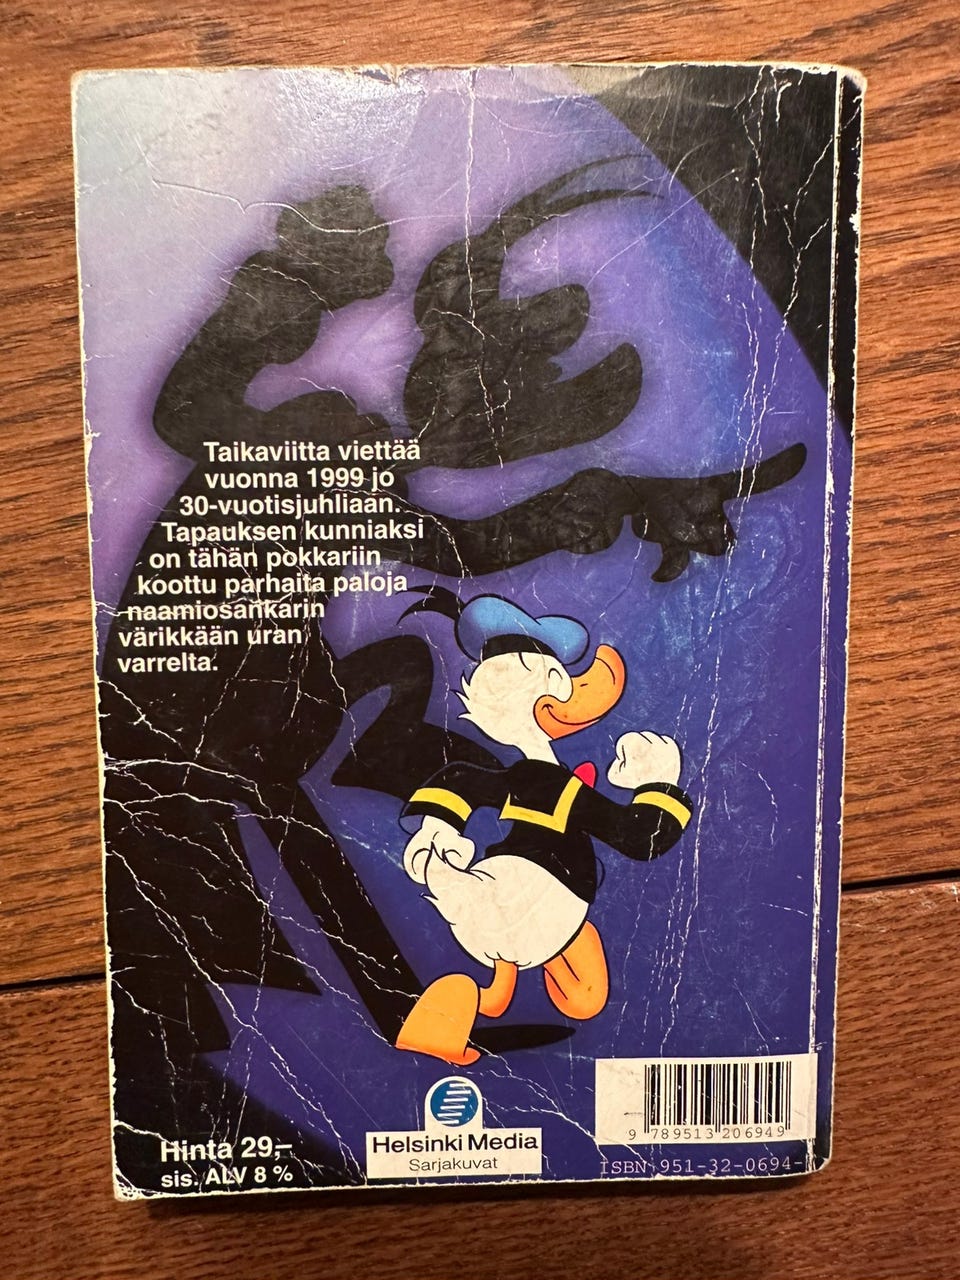 Taikaviitta viettää
vuonna 1999 jo
30-vuotisjuhliaan.
Tapauksen kunniaksi
on tähän pokkariin
koottu parhaita paloja
naamiosankarin
värikkään uran
varrelta.
Hinta 29,–
sis. ALV 8 %
Helsinki Media
Sarjakuvat
9 789513 206949
ISBN 951-32-0694-